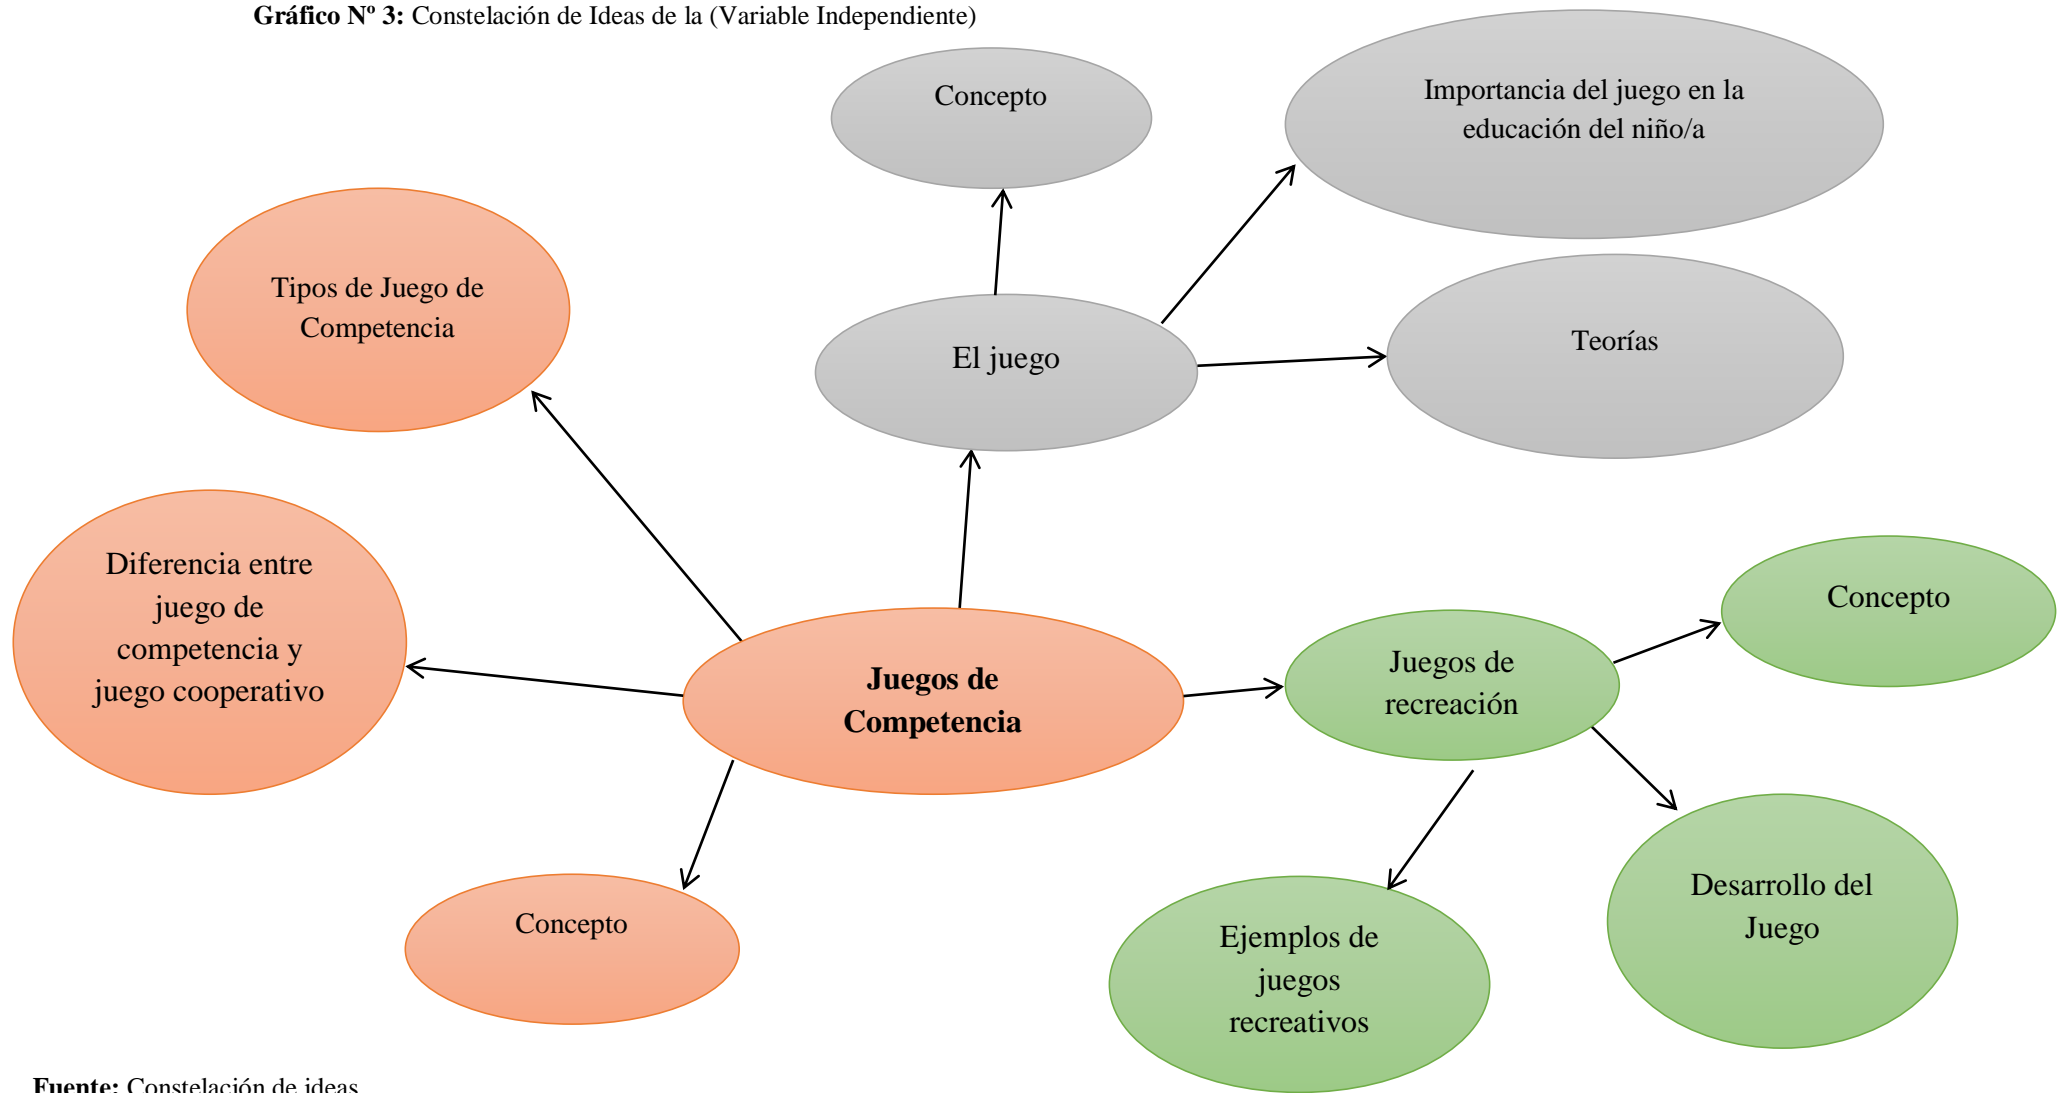 Gráfico Nº 3: Constelación de Ideas de la (Variable Independiente)
Concepto
Importancia del juego en la
educación del niño/a
Tipos de Juego de
Competencia
El juego
Teorías
Diferencia entre
juego de
competencia y
juego cooperativo
Juegos de
Competencia
Juegos de
recreación
Concepto
Concepto
Ejemplos de
juegos
recreativos
Desarrollo del
Juego
Fuente: Constelación de ideas